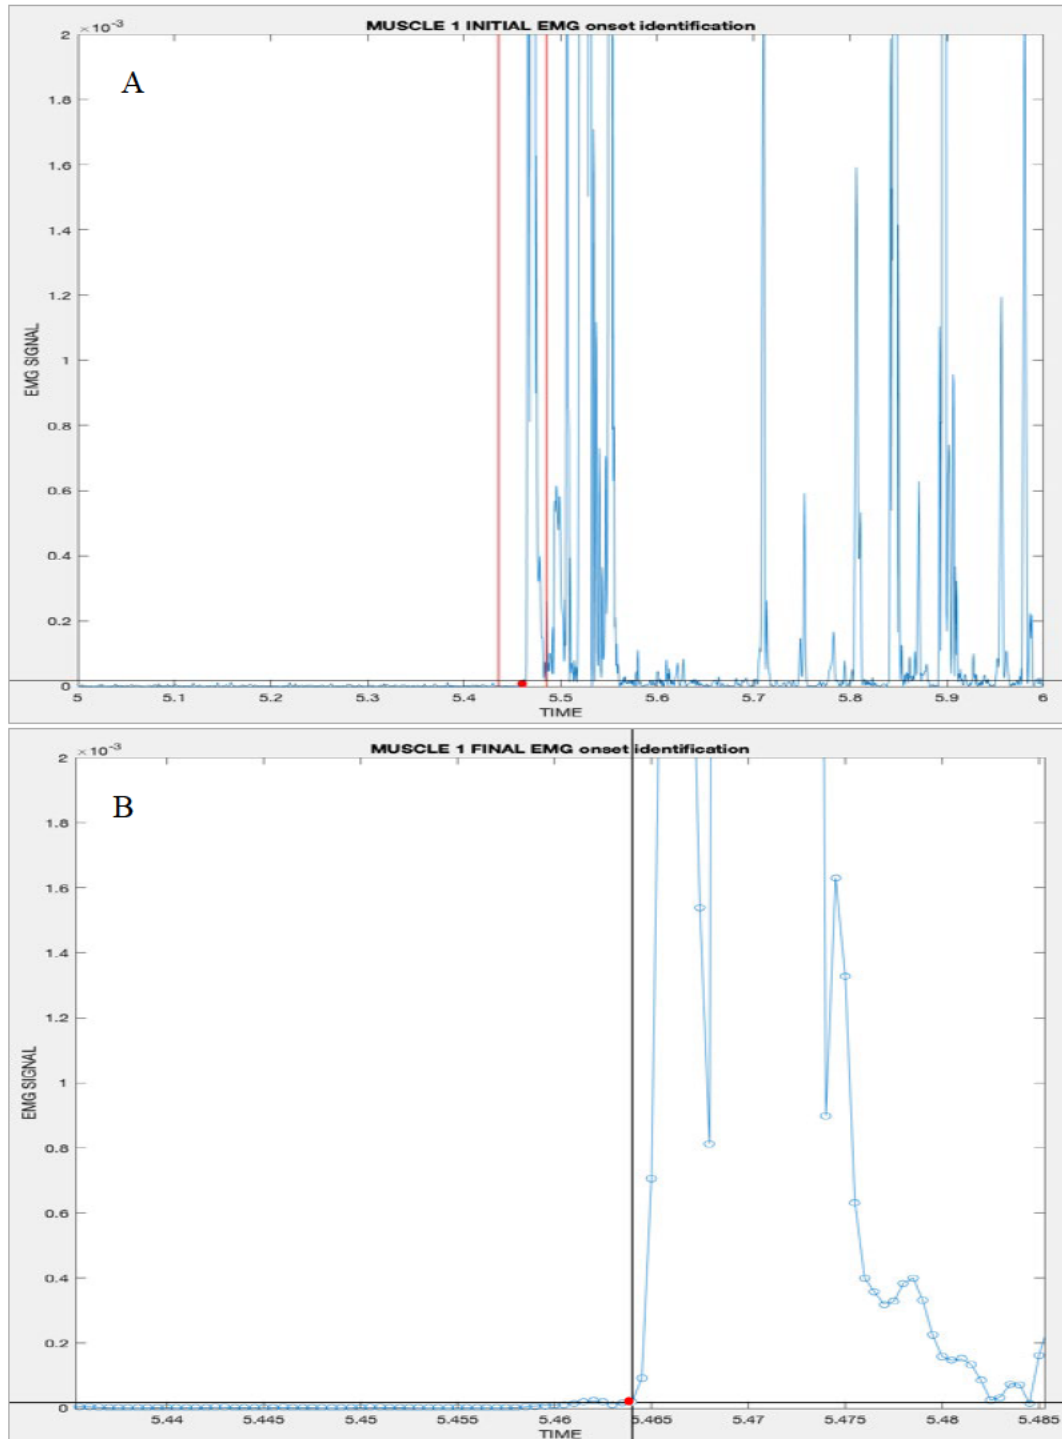 MUSCLE 1 INITIAL EMG onset identification
×10⁻³
A
2
1.8
1.6
1.4
1.2
1
0.8
0.6
0.4
0.2
0
EMG SIGNAL
5 5.1 5.2 5.3 5.4 5.5 5.6 5.7 5.8 5.9 6
TIME
MUSCLE 1 FINAL EMG onset identification
×10⁻³
B
2
1.8
1.6
1.4
1.2
1
0.8
0.6
0.4
0.2
0
EMG SIGNAL
5.44 5.445 5.45 5.455 5.46 5.465 5.47 5.475 5.48 5.485
TIME